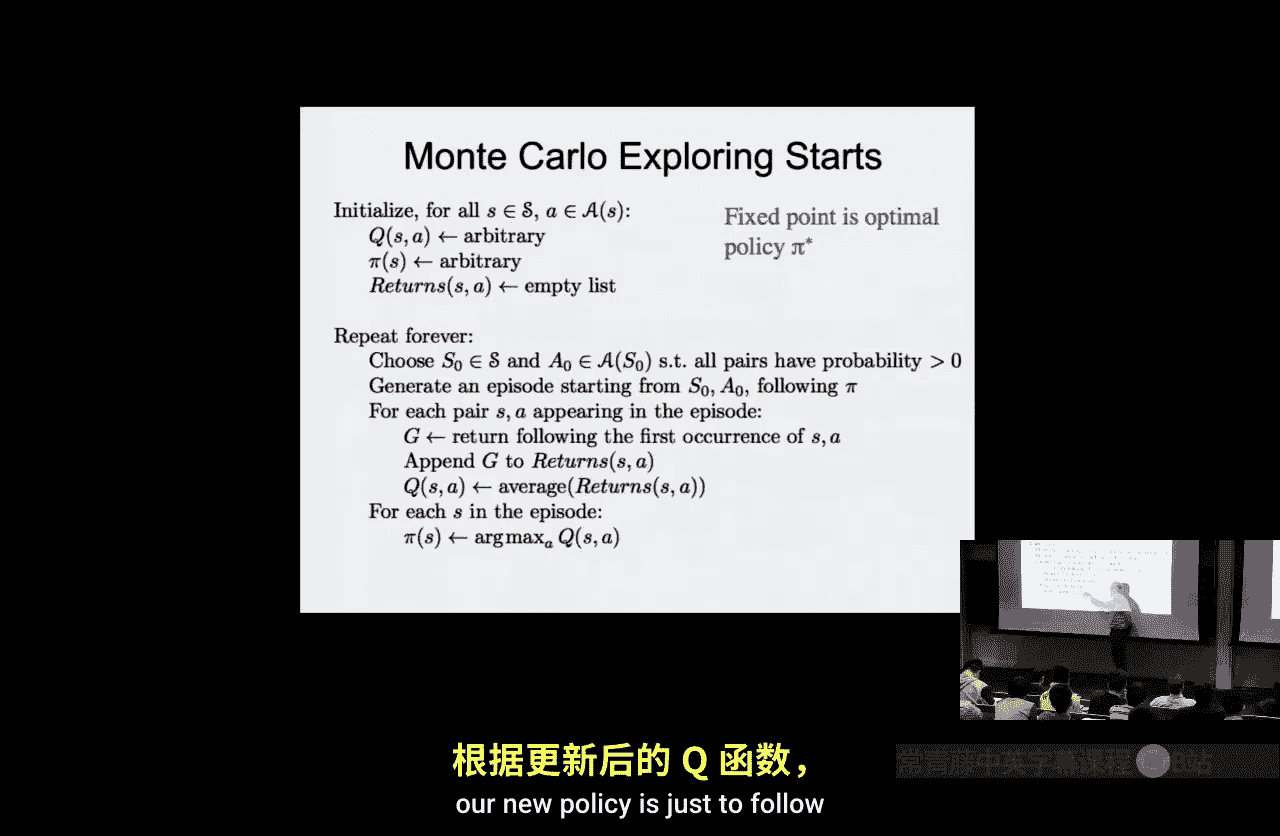 Monte Carlo Exploring Starts
Initialize, for all s ∈ 𝒮, a ∈ 𝒜(s):
Q(s, a) ← arbitrary
π(s) ← arbitrary
Returns(s, a) ← empty list
Fixed point is optimal
policy π*
Repeat forever:
Choose S₀ ∈ 𝒮 and A₀ ∈ 𝒜(S₀) s.t. all pairs have probability > 0
Generate an episode starting from S₀, A₀, following π
For each pair s, a appearing in the episode:
G ← return following the first occurrence of s, a
Append G to Returns(s, a)
Q(s, a) ← average(Returns(s, a))
For each s in the episode:
π(s) ← argmaxₐ Q(s, a)
根据更新后的 Q 函数，
our new policy is just to follow